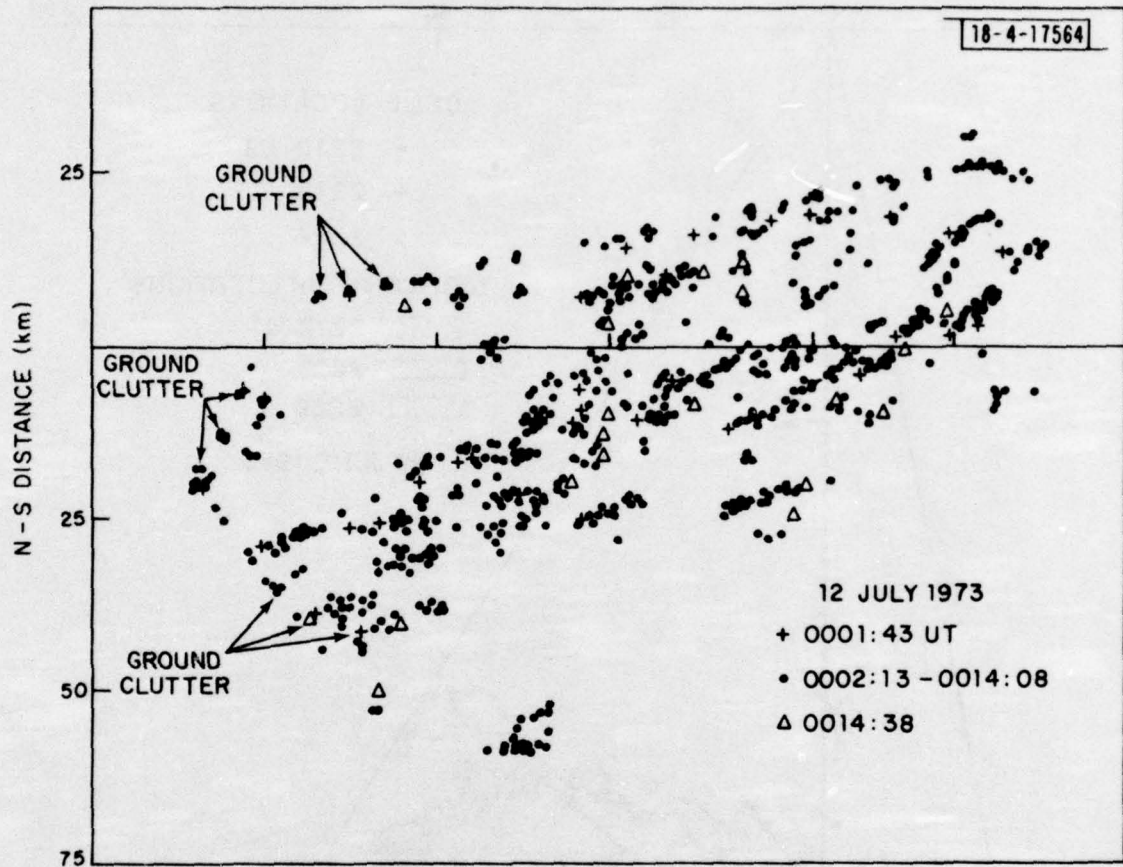 18-4-17564
25
GROUND
CLUTTER
N-S DISTANCE (km)
GROUND
CLUTTER
25
12 JULY 1973
+ 0001:43 UT
GROUND
CLUTTER
50
• 0002:13-0014:08
△ 0014:38
75